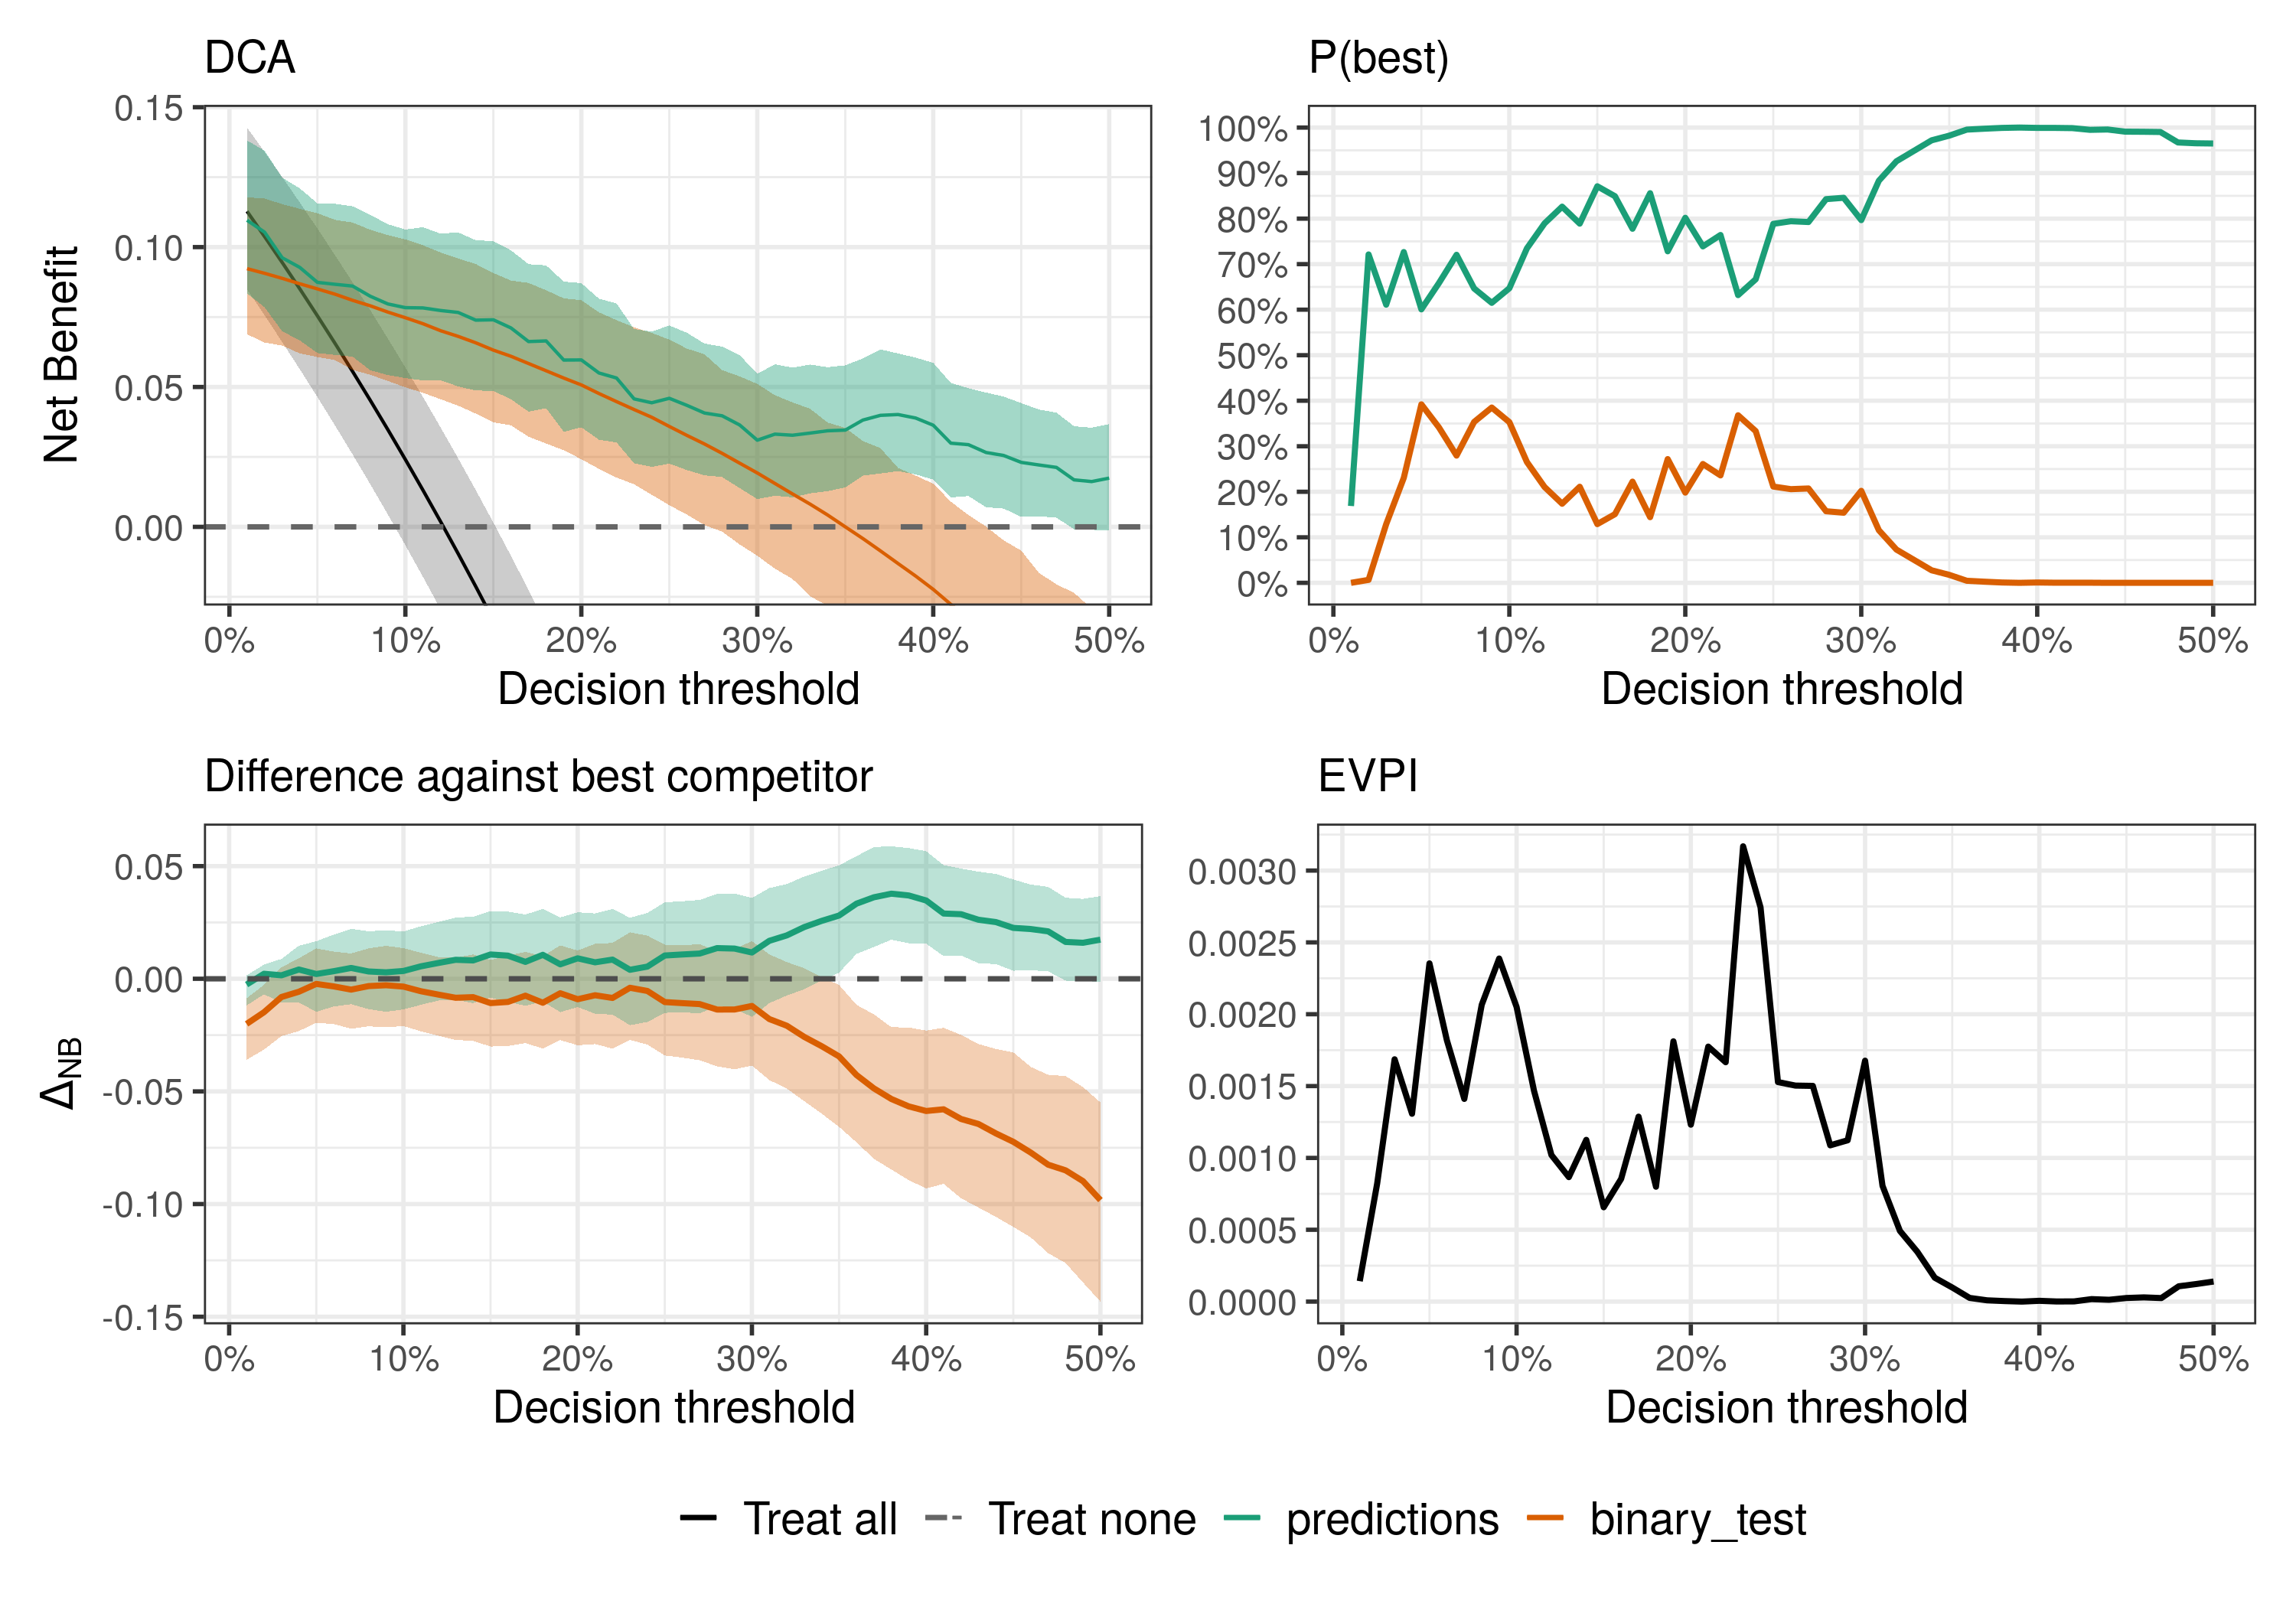 DCA
0.15
0.10
0.05
0.00
Net Benefit
0% 10% 20% 30% 40% 50%
Decision threshold
P(best)
100%
90%
80%
70%
60%
50%
40%
30%
20%
10%
0%
0% 10% 20% 30% 40% 50%
Decision threshold
Difference against best competitor
0.05
0.00
-0.05
-0.10
-0.15
ΔNB
0% 10% 20% 30% 40% 50%
Decision threshold
EVPI
0.0030
0.0025
0.0020
0.0015
0.0010
0.0005
0.0000
0% 10% 20% 30% 40% 50%
Decision threshold
Treat all Treat none predictions binary_test